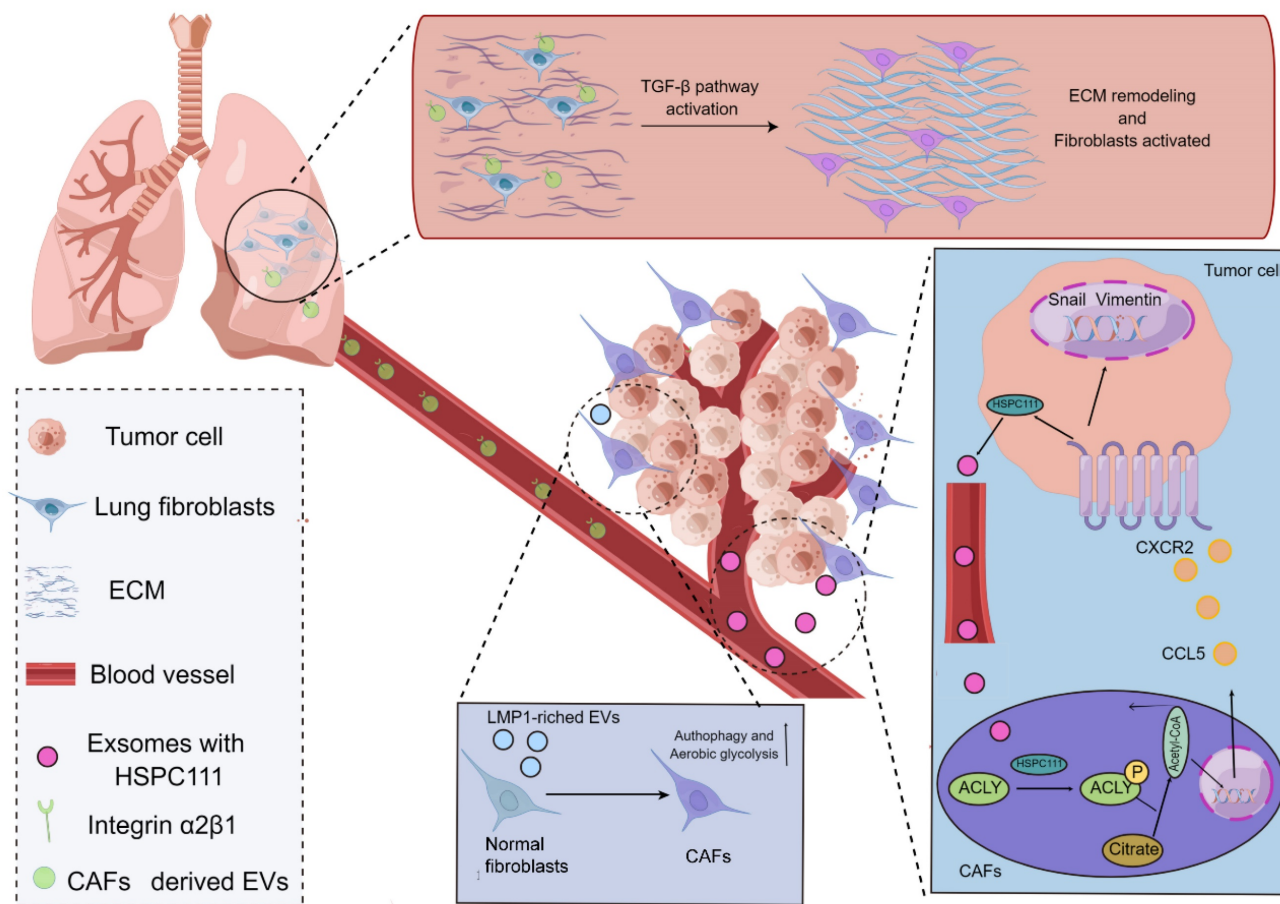 TGF-β pathway
activation
ECM remodeling
and
Fibroblasts activated
Tumor cell
Lung fibroblasts
ECM
Blood vessel
Exsomes with
HSPC111
Integrin α2β1
CAFs derived EVs
LMP1-riched EVs
Authophagy and
Aerobic glycolysis
Normal
fibroblasts
CAFs
Tumor cell
Snail Vimentin
HSPC111
CXCR2
CCL5
Acetyl-CoA
HSPC111
P
ACLY
ACLY
Citrate
CAFs